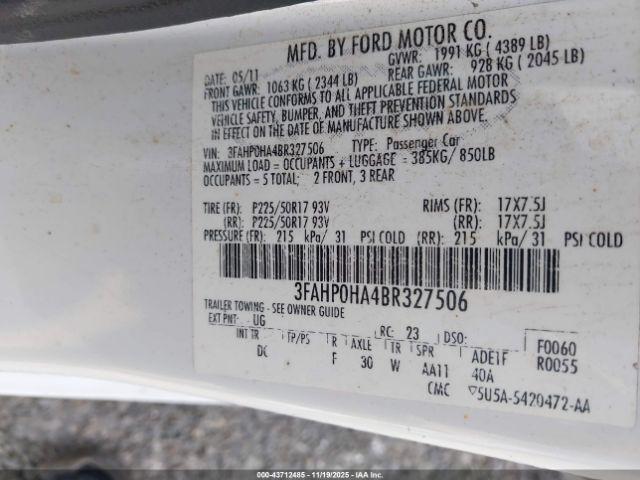 MFD. BY FORD MOTOR CO.
DATE: 05/11 GVWR: 1991 KG ( 4389 LB)
FRONT GAWR: 1063 KG ( 2344 LB) REAR GAWR: 928 KG ( 2045 LB)
THIS VEHICLE CONFORMS TO ALL APPLICABLE FEDERAL MOTOR
VEHICLE SAFETY, BUMPER, AND THEFT PREVENTION STANDARDS
IN EFFECT ON THE DATE OF MANUFACTURE SHOWN ABOVE.
VIN: 3FAHP0HA4BR327506 TYPE: Passenger Car
MAXIMUM LOAD = OCCUPANTS + LUGGAGE = 385KG/ 850LB
OCCUPANTS = 5 TOTAL; 2 FRONT, 3 REAR
TIRE (FR): P225/50R17 93V RIMS (FR): 17X7.5J
(RR): P225/50R17 93V (RR): 17X7.5J
PRESSURE (FR): 215 kPa/ 31 PSI COLD (RR): 215 kPa/ 31 PSI COLD
3FAHP0HA4BR327506
TRAILER TOWING - SEE OWNER GUIDE
EXT PNT: UG RC: 23 DSO: F0060
INT TR TP/PS R AXLE TR SPR ADE1F R0055
DC F 30 W AA11 40A
CMC ▽5U5A-5420472-AA
000-43712485 - 11/19/2025 - IAAI.COM